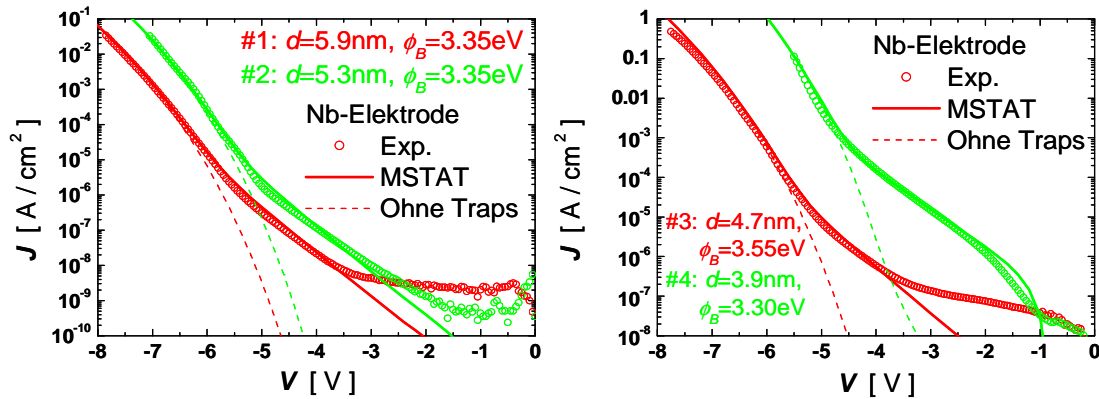 #1: d=5.9nm, ϕB=3.35eV
#2: d=5.3nm, ϕB=3.35eV
Nb-Elektrode
Exp.
MSTAT
Ohne Traps
J [ A / cm² ]
10⁻¹
10⁻²
10⁻³
10⁻⁴
10⁻⁵
10⁻⁶
10⁻⁷
10⁻⁸
10⁻⁹
10⁻¹⁰
-8 -7 -6 -5 -4 -3 -2 -1 0
V [ V ]
Nb-Elektrode
Exp.
MSTAT
Ohne Traps
#3: d=4.7nm,
ϕB=3.55eV
#4: d=3.9nm,
ϕB=3.30eV
J [ A / cm² ]
1
0.1
0.01
10⁻³
10⁻⁴
10⁻⁵
10⁻⁶
10⁻⁷
10⁻⁸
-8 -7 -6 -5 -4 -3 -2 -1 0
V [ V ]